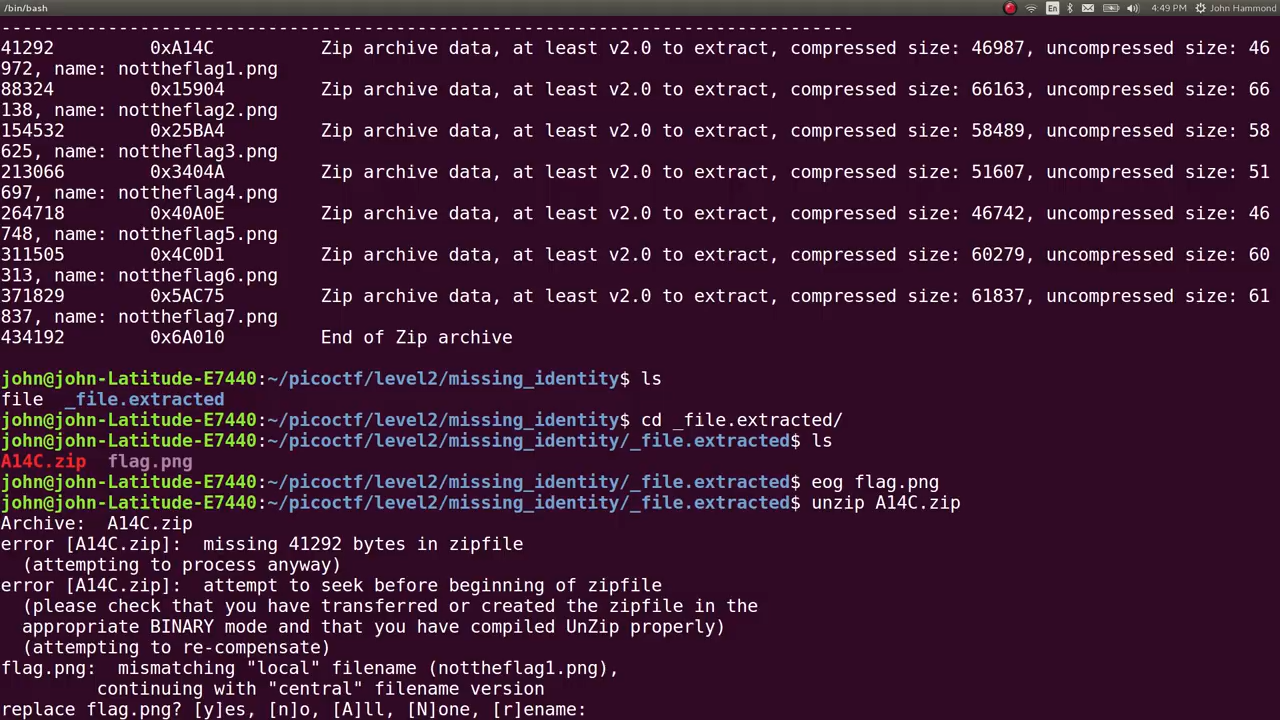 /bin/bash
En
4:49 PM
John Hammond
--------------------------------------------------------------------------------
41292         0xA14C          Zip archive data, at least v2.0 to extract, compressed size: 46987, uncompressed size: 46
972, name: nottheflag1.png
88324         0x15904         Zip archive data, at least v2.0 to extract, compressed size: 66163, uncompressed size: 66
138, name: nottheflag2.png
154532        0x25BA4         Zip archive data, at least v2.0 to extract, compressed size: 58489, uncompressed size: 58
625, name: nottheflag3.png
213066        0x3404A         Zip archive data, at least v2.0 to extract, compressed size: 51607, uncompressed size: 51
697, name: nottheflag4.png
264718        0x40A0E         Zip archive data, at least v2.0 to extract, compressed size: 46742, uncompressed size: 46
748, name: nottheflag5.png
311505        0x4C0D1         Zip archive data, at least v2.0 to extract, compressed size: 60279, uncompressed size: 60
313, name: nottheflag6.png
371829        0x5AC75         Zip archive data, at least v2.0 to extract, compressed size: 61837, uncompressed size: 61
837, name: nottheflag7.png
434192        0x6A010         End of Zip archive
john@john-Latitude-E7440:~/picoctf/level2/missing_identity$ ls
file  _file.extracted
john@john-Latitude-E7440:~/picoctf/level2/missing_identity$ cd _file.extracted/
john@john-Latitude-E7440:~/picoctf/level2/missing_identity/_file.extracted$ ls
A14C.zip  flag.png
john@john-Latitude-E7440:~/picoctf/level2/missing_identity/_file.extracted$ eog flag.png
john@john-Latitude-E7440:~/picoctf/level2/missing_identity/_file.extracted$ unzip A14C.zip
Archive:  A14C.zip
error [A14C.zip]:  missing 41292 bytes in zipfile
  (attempting to process anyway)
error [A14C.zip]:  attempt to seek before beginning of zipfile
  (please check that you have transferred or created the zipfile in the
  appropriate BINARY mode and that you have compiled UnZip properly)
  (attempting to re-compensate)
flag.png:  mismatching "local" filename (nottheflag1.png),
         continuing with "central" filename version
replace flag.png? [y]es, [n]o, [A]ll, [N]one, [r]ename: